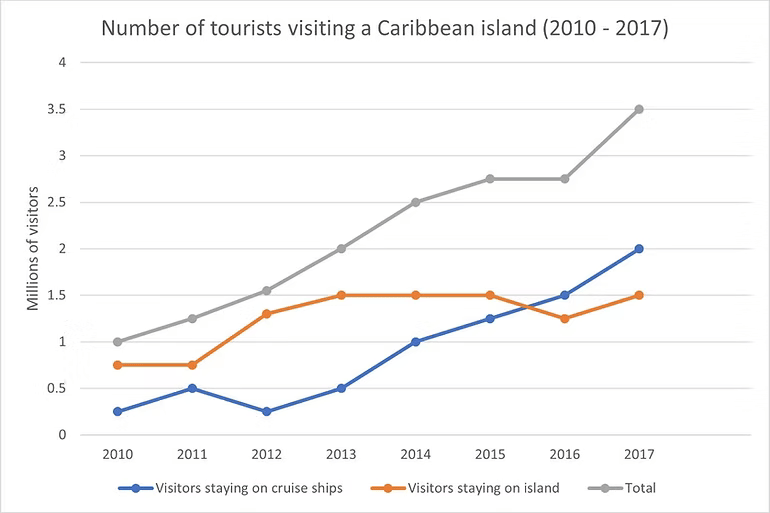 Number of tourists visiting a Caribbean island (2010 - 2017)
4
3.5
3
2.5
2
1.5
1
0.5
0
Millions of visitors
2010 2011 2012 2013 2014 2015 2016 2017
Visitors staying on cruise ships Visitors staying on island Total